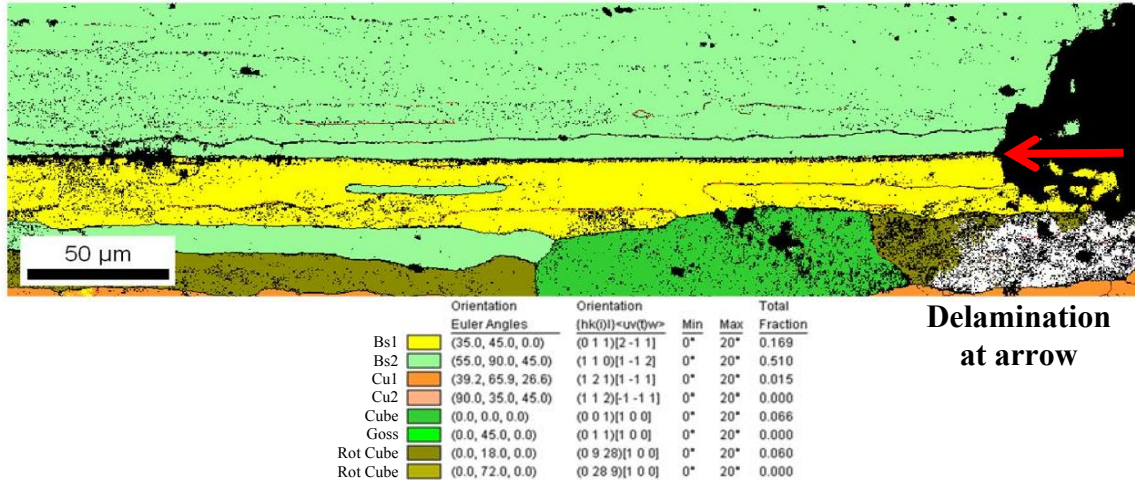 50 µm
Delamination
at arrow
Orientation Orientation Total
Euler Angles {hk(i)l}<uv(t)w> Min Max Fraction
Bs1 (35.0, 45.0, 0.0) (0 1 1)[2 -1 1] 0° 20° 0.169
Bs2 (55.0, 90.0, 45.0) (1 1 0)[1 -1 2] 0° 20° 0.510
Cu1 (39.2, 65.9, 26.6) (1 2 1)[1 -1 1] 0° 20° 0.015
Cu2 (90.0, 35.0, 45.0) (1 1 2)[-1 -1 1] 0° 20° 0.000
Cube (0.0, 0.0, 0.0) (0 0 1)[1 0 0] 0° 20° 0.066
Goss (0.0, 45.0, 0.0) (0 1 1)[1 0 0] 0° 20° 0.000
Rot Cube (0.0, 18.0, 0.0) (0 9 28)[1 0 0] 0° 20° 0.060
Rot Cube (0.0, 72.0, 0.0) (0 28 9)[1 0 0] 0° 20° 0.000